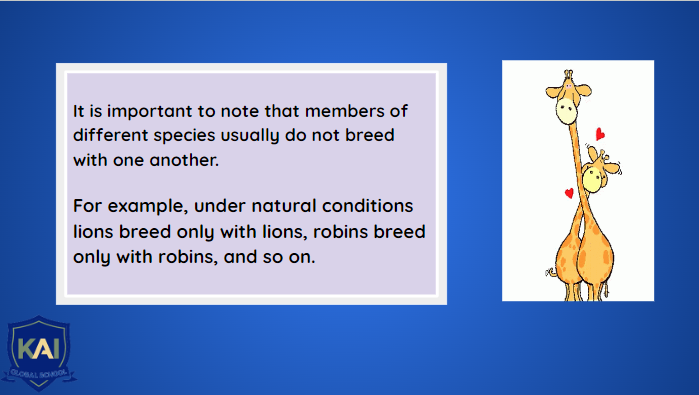 It is important to note that members of
different species usually do not breed
with one another.
For example, under natural conditions
lions breed only with lions, robins breed
only with robins, and so on.
KAI
GLOBAL SCHOOL